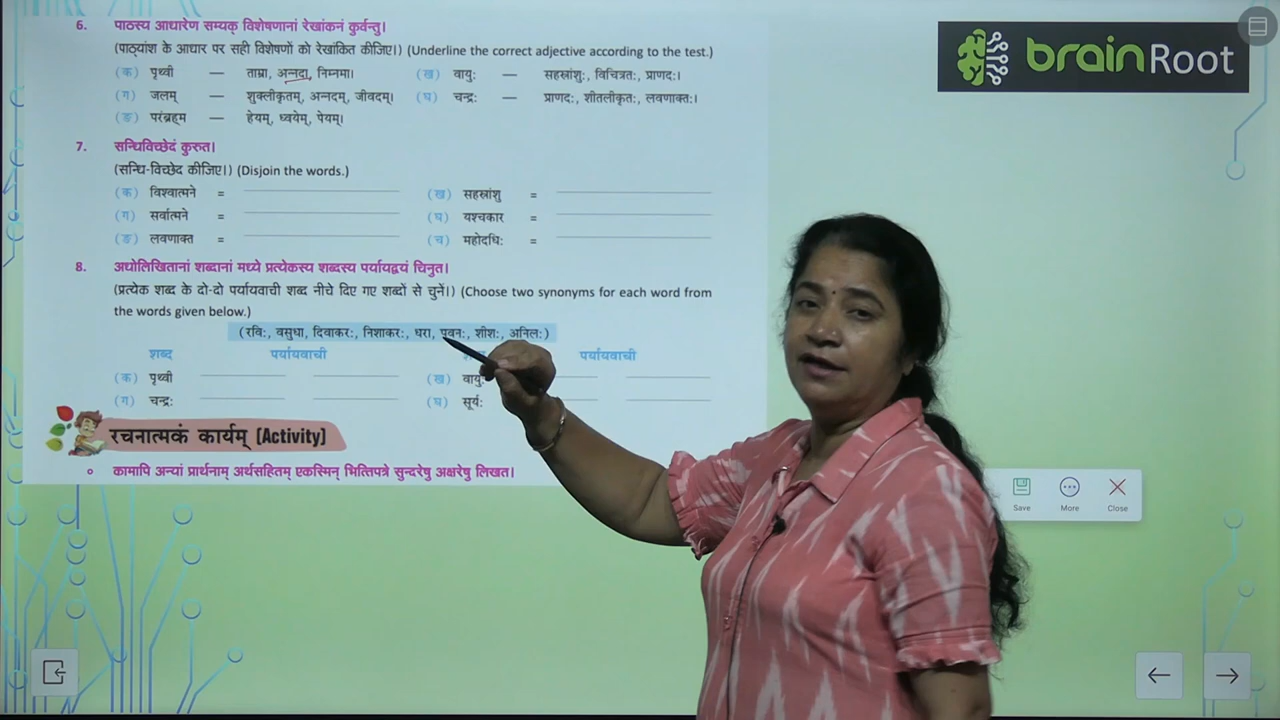 brainRoot
6. पाठस्य आधारेण सम्यक् विशेषणानां रेखांकनं कुर्वन्तु।
(पाठ्यांश के आधार पर सही विशेषणों को रेखांकित कीजिए।) (Underline the correct adjective according to the test.)
(क) पृथ्वी — ताम्रा, अन्नदा, निम्नमा। (ख) वायुः — सहस्त्रांशुः, विचित्रतः, प्राणदः।
(ग) जलम् — शुक्लीकृतम्, अन्नदम्, जीवदम्। (घ) चन्द्रः — प्राणदः, शीतलीकृतः, लवणाक्तः।
(ङ) परंब्रह्म — हेयम्, ध्वयेम्, पेयम्।
7. सन्धिविच्छेदं कुरुत।
(सन्धि-विच्छेद कीजिए।) (Disjoin the words.)
(क) विश्वात्मने = (ख) सहस्त्रांशु =
(ग) सर्वात्मने = (घ) यश्चकार =
(ङ) लवणाक्त = (च) महोदधिः =
8. अधोलिखितानां शब्दानां मध्ये प्रत्येकस्य शब्दस्य पर्यायद्वयं चिनुत।
(प्रत्येक शब्द के दो-दो पर्यायवाची शब्द नीचे दिए गए शब्दों से चुनें।) (Choose two synonyms for each word from
the words given below.)
(रविः, वसुधा, दिवाकरः, निशाकरः, धरा, पवनः, शीशः, अनिलः)
शब्द पर्यायवाची पर्यायवाची
(क) पृथ्वी (ख) वायुः
(ग) चन्द्रः (घ) सूर्यः
रचनात्मकं कार्यम् (Activity)
० कामापि अन्यां प्रार्थनाम् अर्थसहितम् एकस्मिन् भित्तिपत्रे सुन्दरेषु अक्षरेषु लिखत।
Save More Close